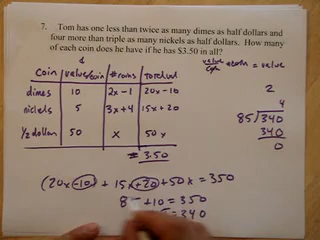 7. Tom has one less than twice as many dimes as half dollars and
four more than triple as many nickels as half dollars. How many
of each coin does he have if he has $3.50 in all?
coin value/coin # coins total val
dimes 10 2x-1 20x-10
nickels 5 3x+4 15x+20
1/2 dollar 50 x 50x
= 3.50
value/coin · #coin = value
2
4
85 340
340
0
(20x-10) + 15x+20 + 50x = 350
+10 = 350
= 340